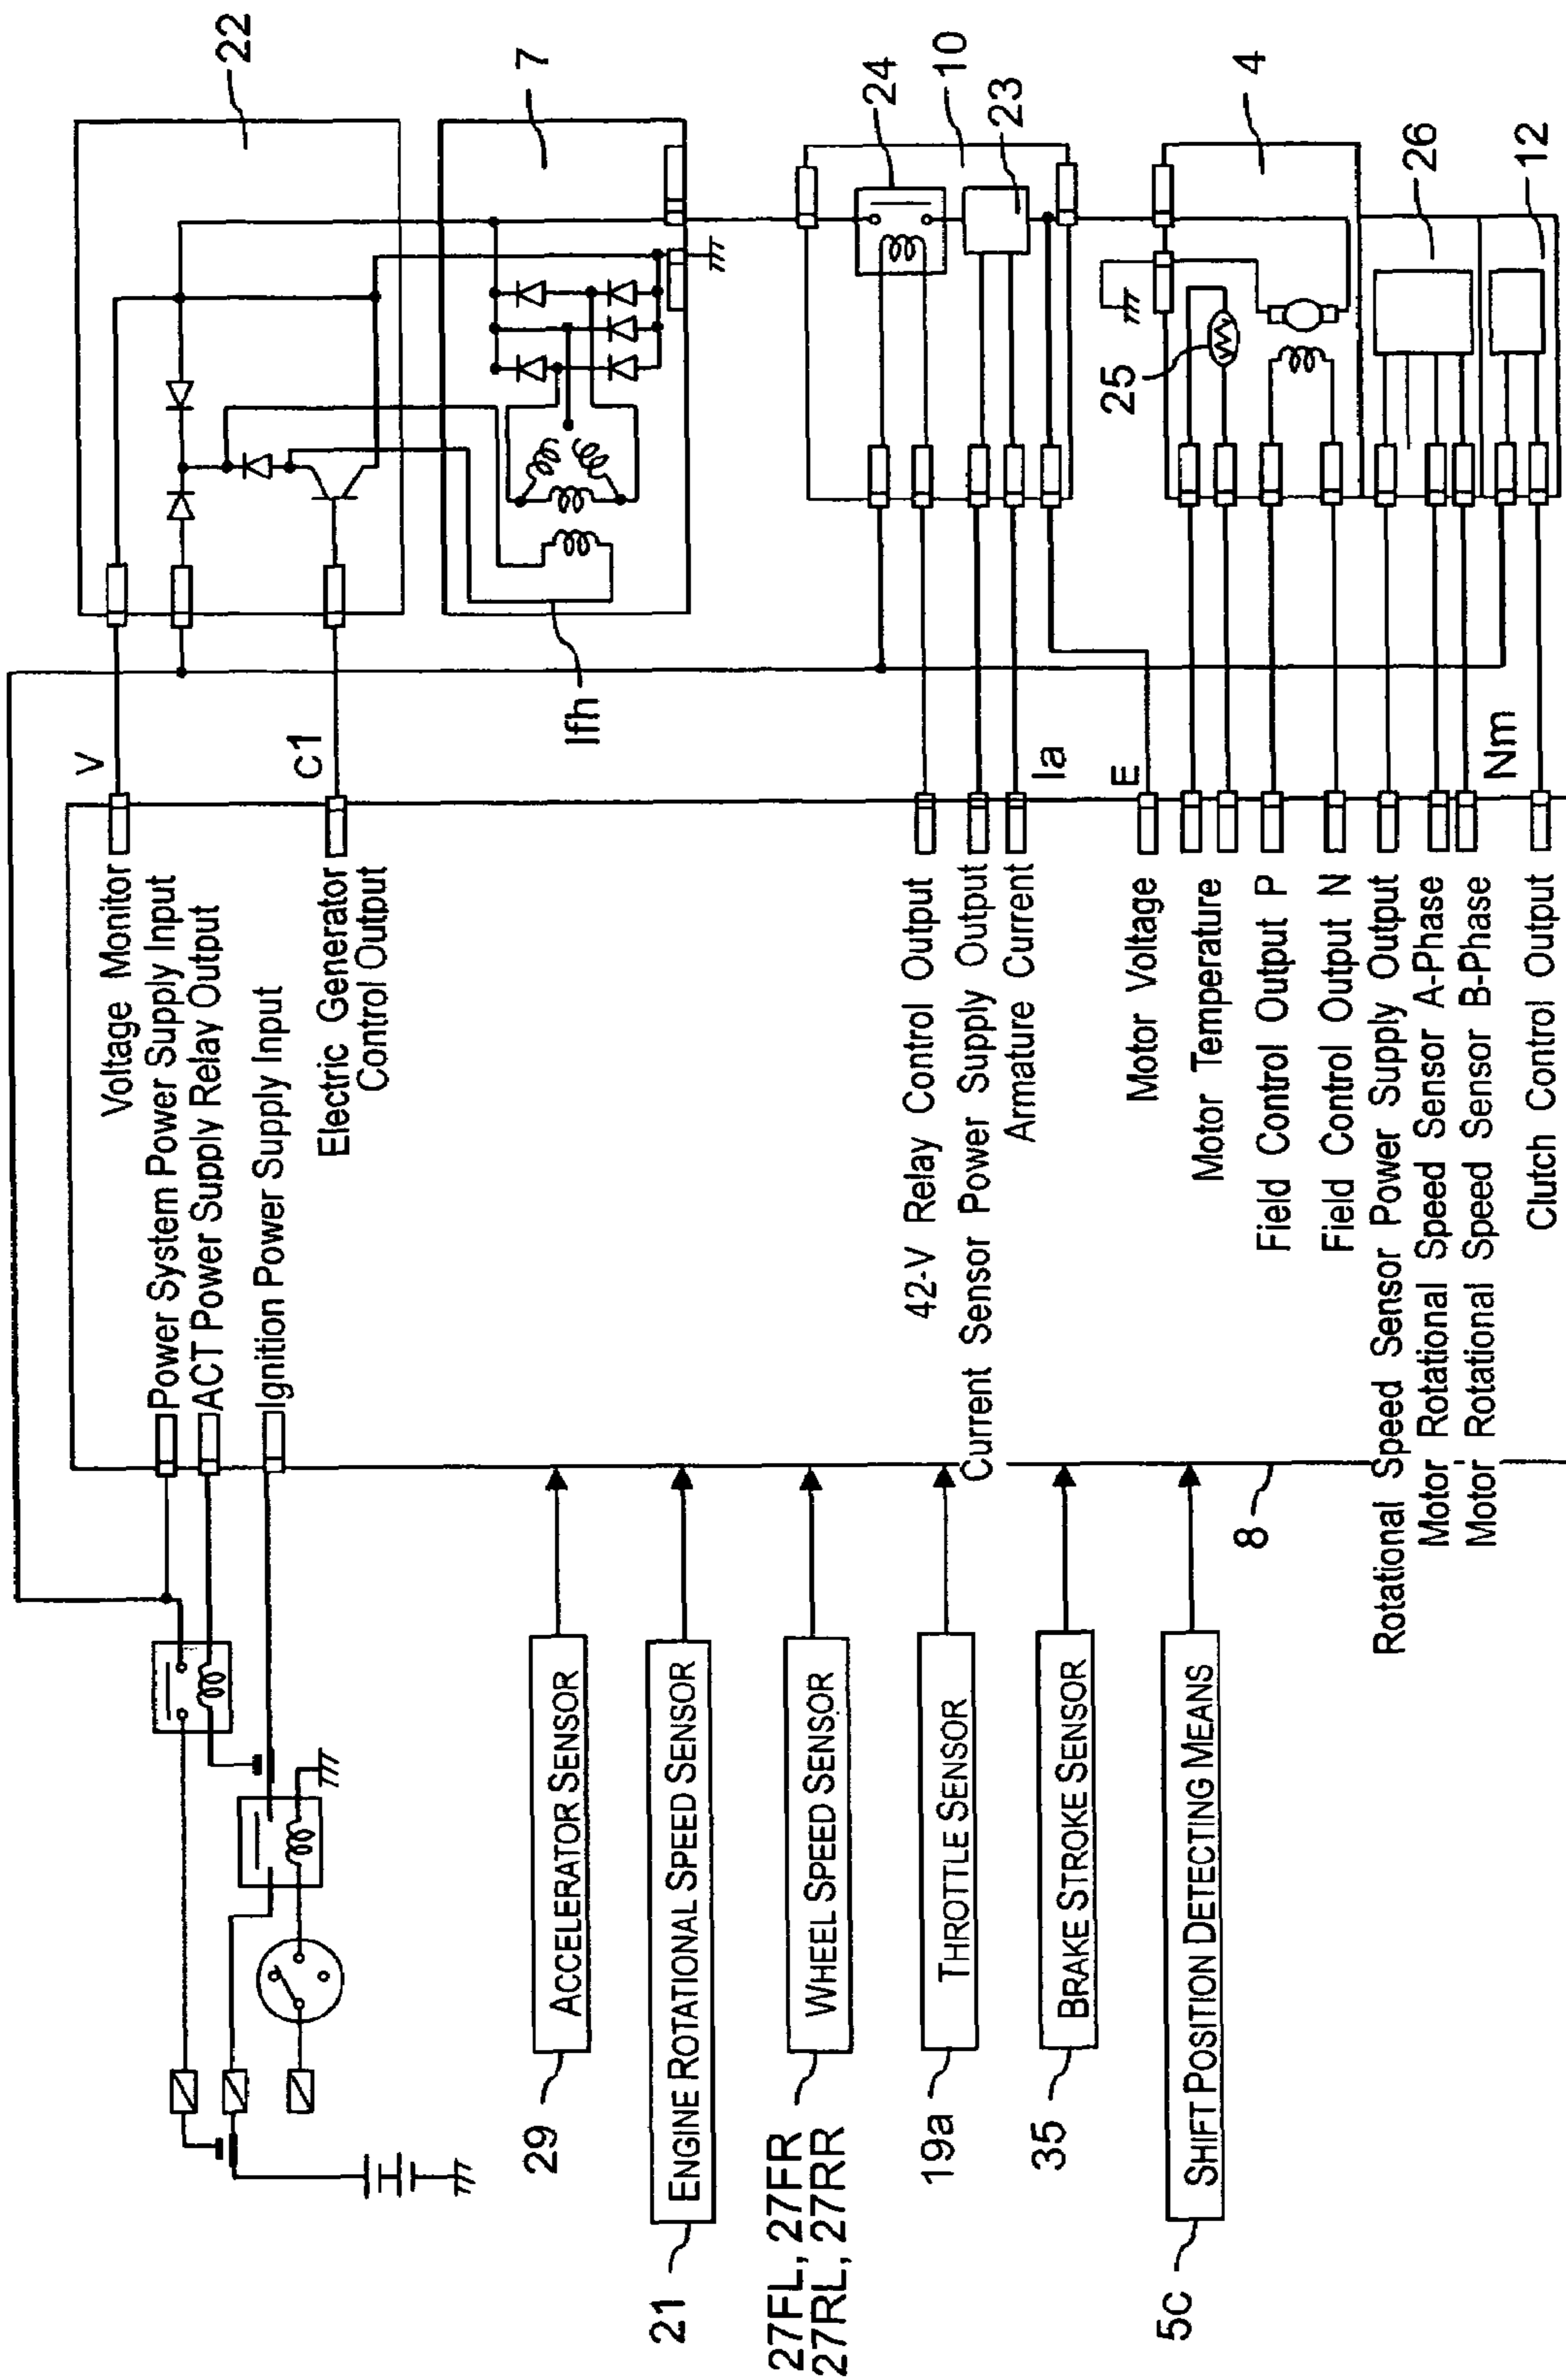 22
7
24
10
23
4
25
26
12
Ifh
V
C1
Ia
E
Nm
Voltage Monitor
Power System Power Supply Input
ACT Power Supply Relay Output
Ignition Power Supply Input
Electric Generator
Control Output
42-V Relay Control Output
Current Sensor Power Supply Output
Armature Current
Motor Voltage
Motor Temperature
Field Control Output P
Field Control Output N
Rotational Speed Sensor Power Supply Output
Motor Rotational Speed Sensor A-Phase
Motor Rotational Speed Sensor B-Phase
Clutch Control Output
8
ACCELERATOR SENSOR
29
ENGINE ROTATIONAL SPEED SENSOR
21
WHEEL SPEED SENSOR
27FL, 27FR
27RL, 27RR
THROTTLE SENSOR
19a
BRAKE STROKE SENSOR
35
SHIFT POSITION DETECTING MEANS
5c